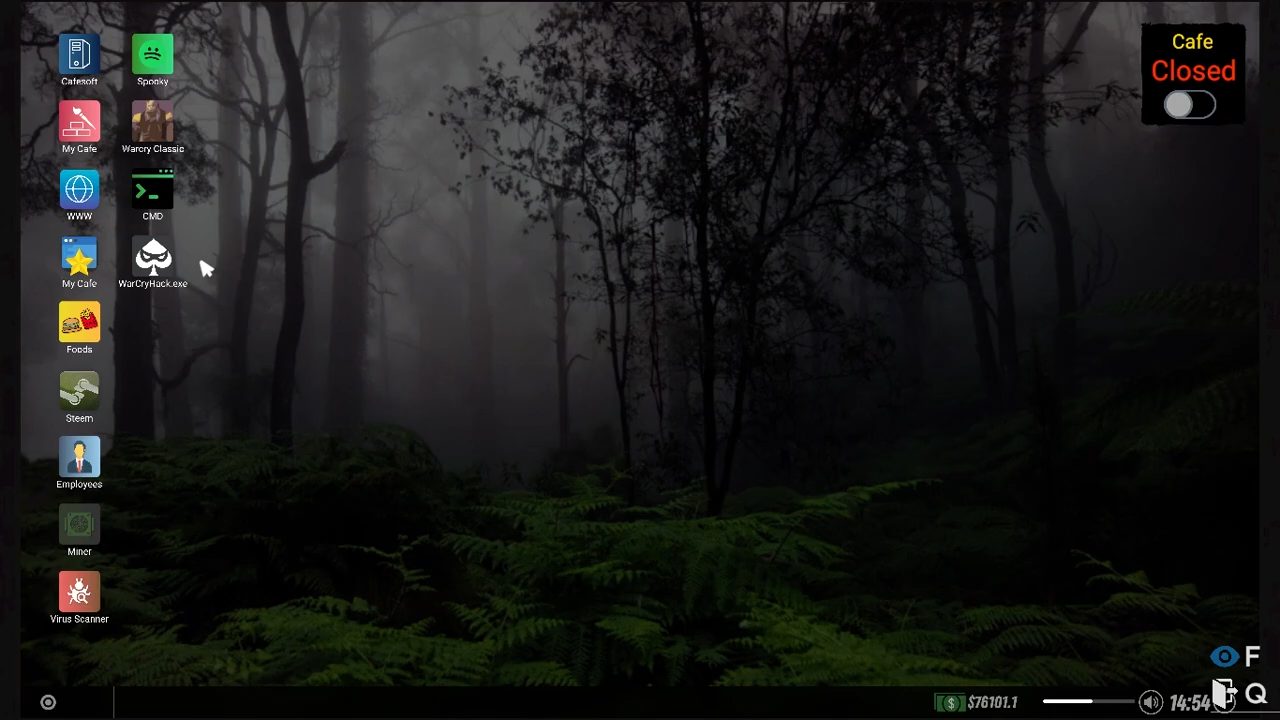 Cafesoft
Spooky
My Cafe
Warcry Classic
WWW
CMD
My Cafe
WarCryHack.exe
Foods
Steem
Employees
Miner
Virus Scanner
Cafe
Closed
F
$76101.1
14:54
Q